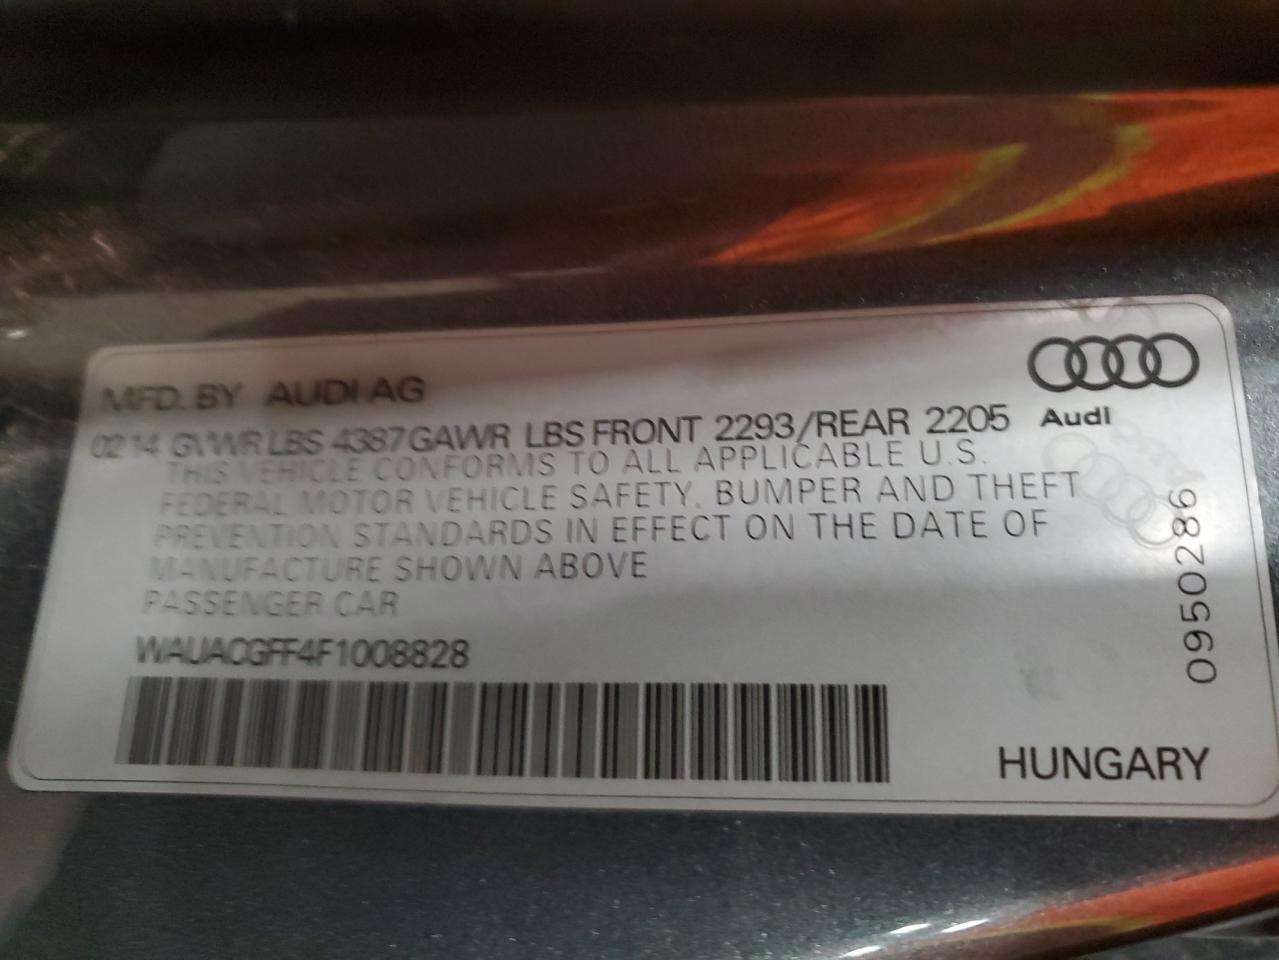 MFD. BY AUDI AG
Audi
02 14 GVWR LBS 4387 GAWR LBS FRONT 2293/REAR 2205
THIS VEHICLE CONFORMS TO ALL APPLICABLE U.S.
FEDERAL MOTOR VEHICLE SAFETY, BUMPER AND THEFT
PREVENTION STANDARDS IN EFFECT ON THE DATE OF
MANUFACTURE SHOWN ABOVE
PASSENGER CAR
WAUACGFF4F1008828
0950286
HUNGARY